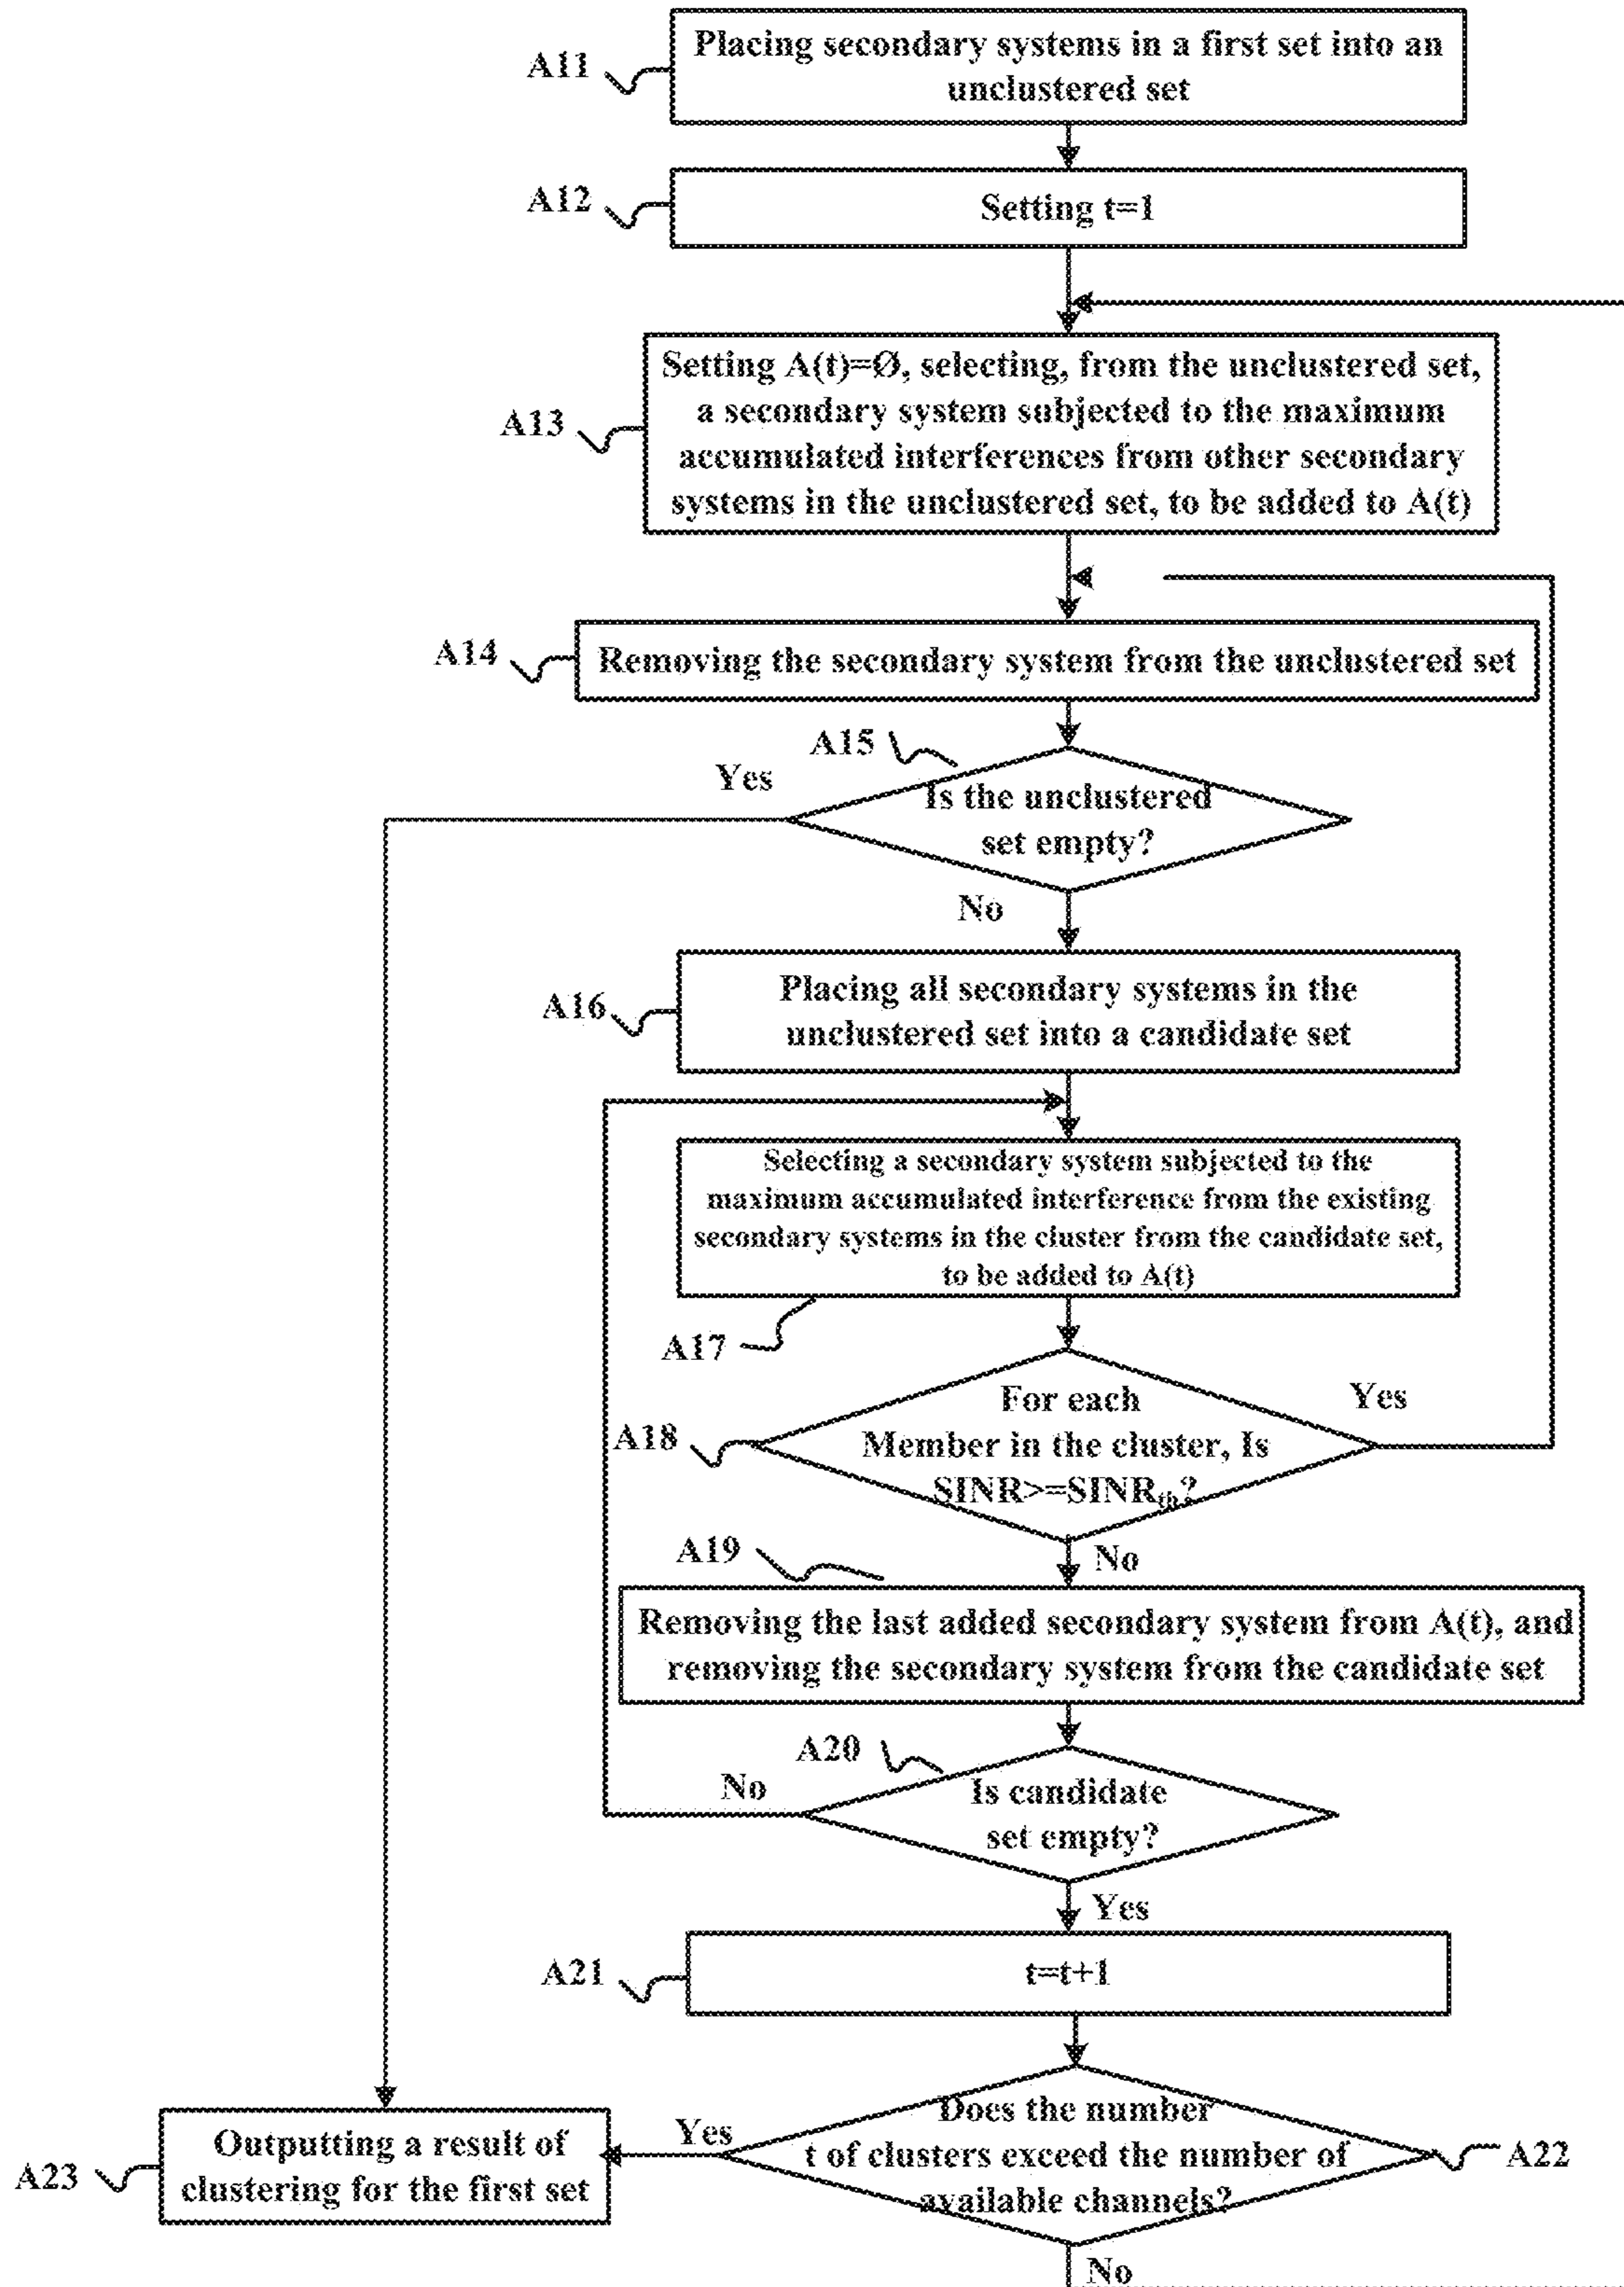 A11
Placing secondary systems in a first set into an
unclustered set
A12
Setting t=1
A13
Setting A(t)=Ø, selecting, from the unclustered set,
a secondary system subjected to the maximum
accumulated interferences from other secondary
systems in the unclustered set, to be added to A(t)
A14
Removing the secondary system from the unclustered set
A15
Yes
Is the unclustered
set empty?
No
A16
Placing all secondary systems in the
unclustered set into a candidate set
Selecting a secondary system subjected to the
maximum accumulated interference from the existing
secondary systems in the cluster from the candidate set,
to be added to A(t)
A17
For each
Member in the cluster, Is
SINR>=SINRth?
Yes
A18
A19
No
Removing the last added secondary system from A(t), and
removing the secondary system from the candidate set
A20
No
Is candidate
set empty?
Yes
A21
t=t+1
Does the number
t of clusters exceed the number of
available channels?
Yes
A22
A23
Outputting a result of
clustering for the first set
No